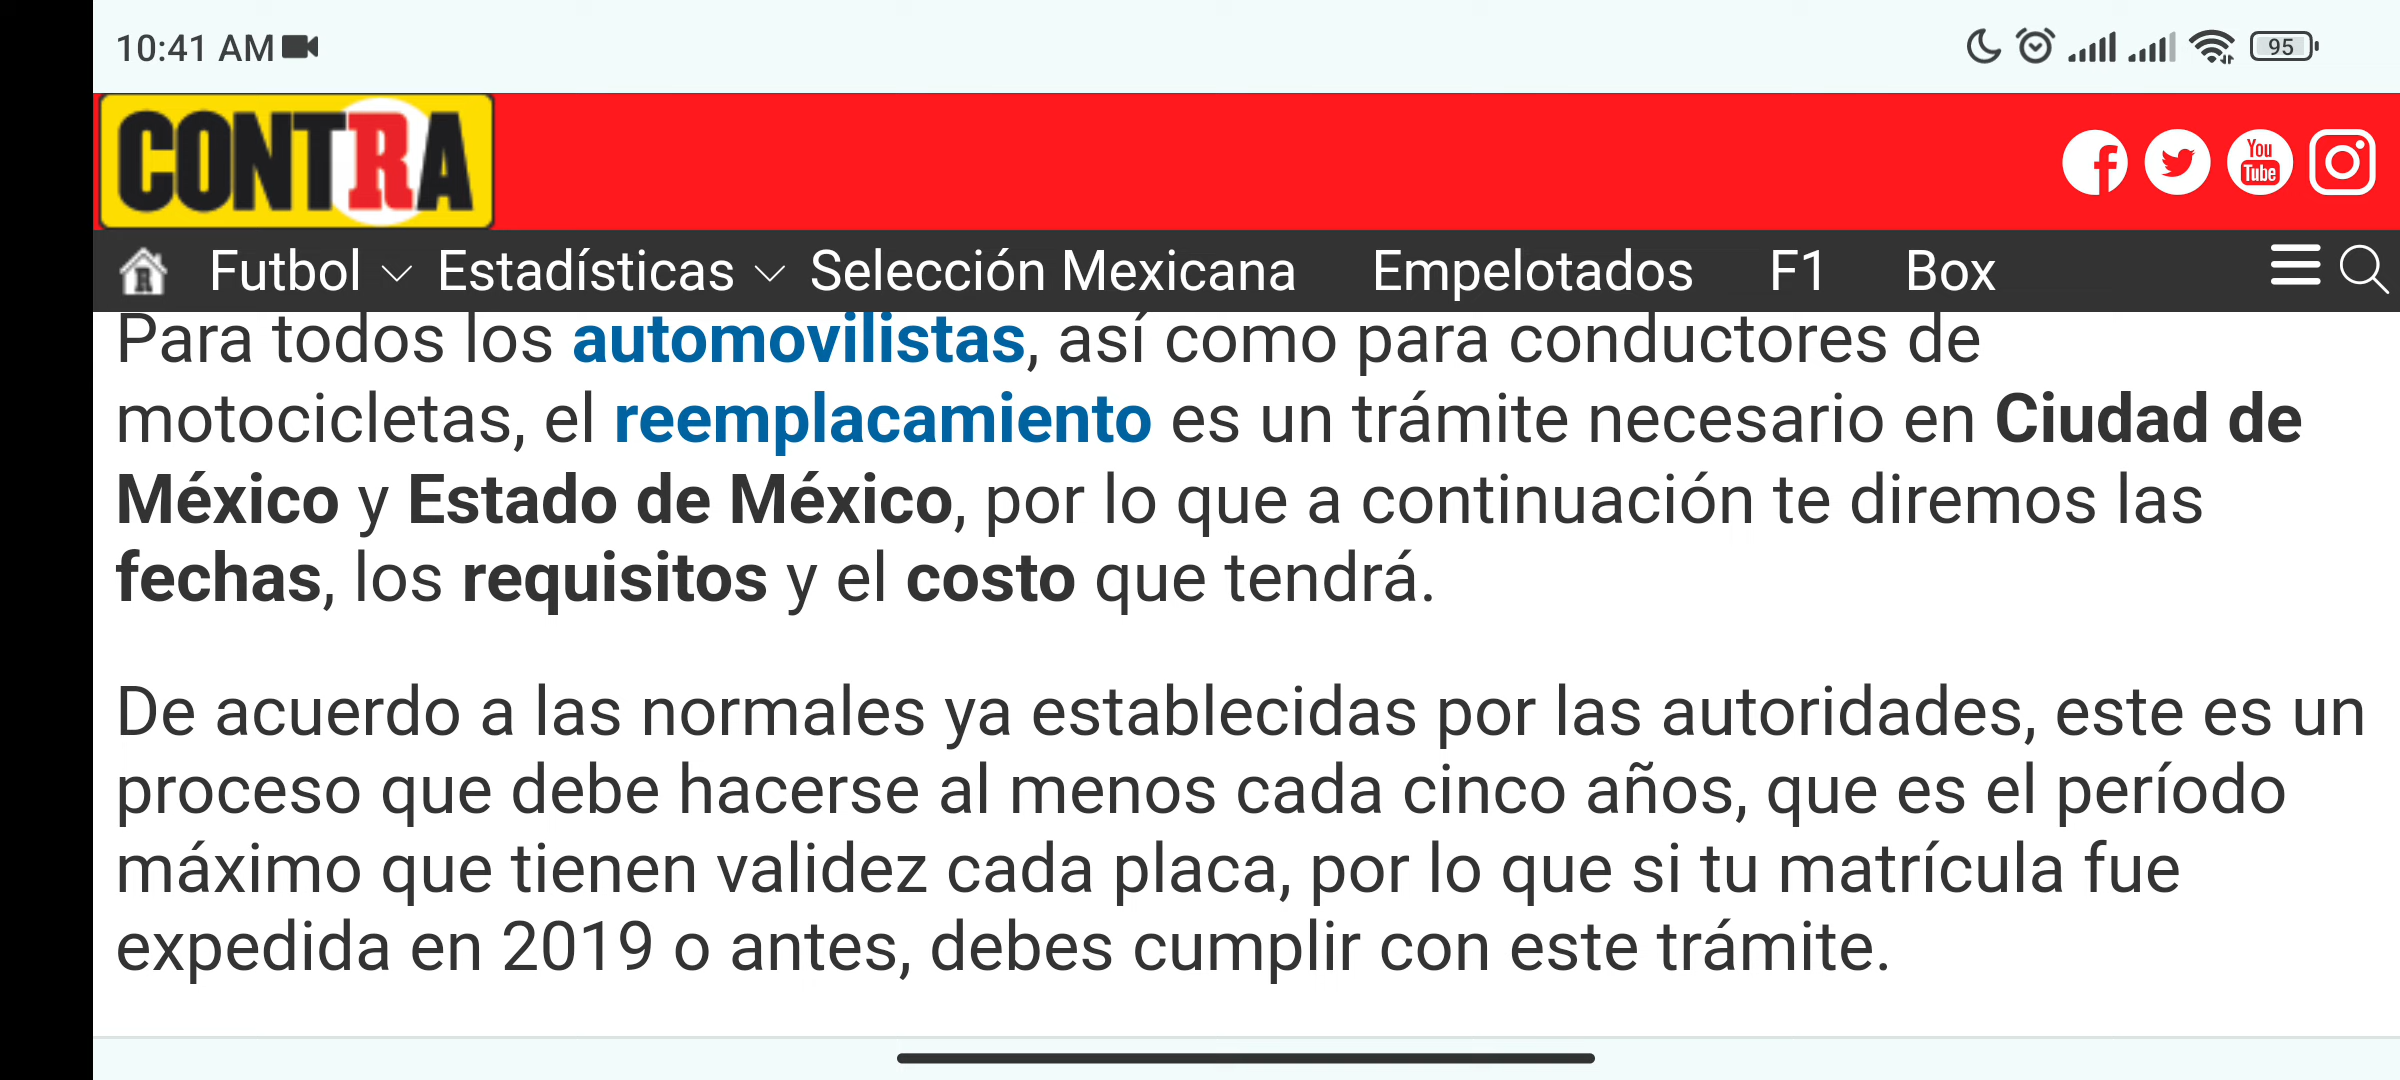 10:41 AM
95
CONTRA
You
Tube
Futbol Estadísticas Selección Mexicana Empelotados F1 Box
Para todos los automovilistas, así como para conductores de
motocicletas, el reemplacamiento es un trámite necesario en Ciudad de
México y Estado de México, por lo que a continuación te diremos las
fechas, los requisitos y el costo que tendrá.
De acuerdo a las normales ya establecidas por las autoridades, este es un
proceso que debe hacerse al menos cada cinco años, que es el período
máximo que tienen validez cada placa, por lo que si tu matrícula fue
expedida en 2019 o antes, debes cumplir con este trámite.